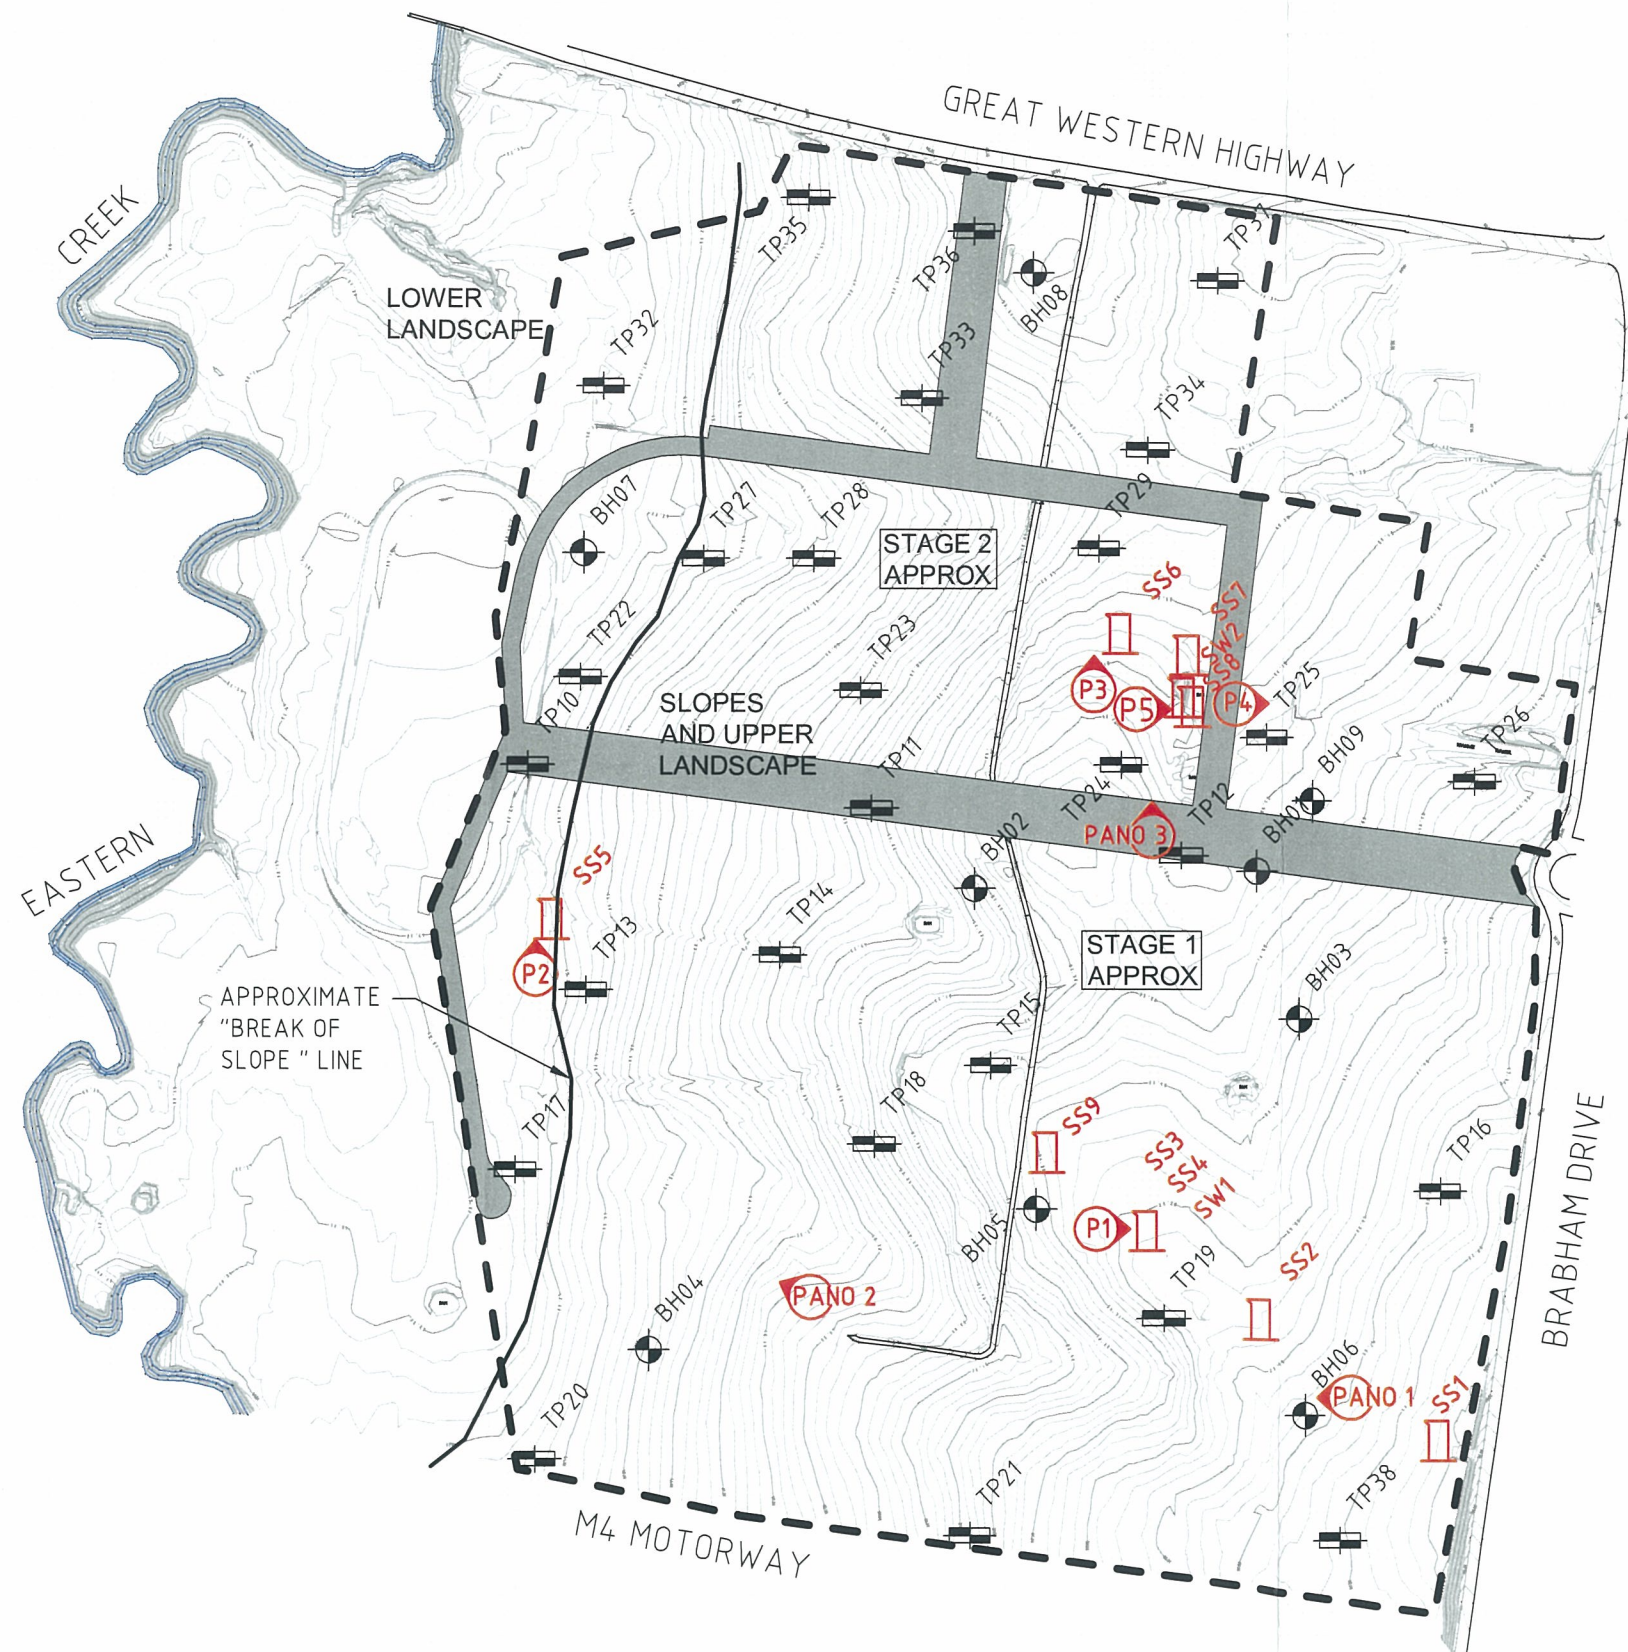 GREAT WESTERN HIGHWAY
CREEK
TP35
TP36
TP37
BH08
LOWER
LANDSCAPE
TP32
TP33
TP34
BH07
TP27
TP28
TP29
STAGE 2
APPROX
SS6
SS7
SW2
SS8
TP22
TP23
P3
P5
P4
TP25
TP10
SLOPES
AND UPPER
LANDSCAPE
TP11
TP24
TP12
BH09
TP26
BH01
PANO 3
BH02
EASTERN
SS5
TP13
TP14
P2
STAGE 1
APPROX
BH03
APPROXIMATE
"BREAK OF
SLOPE " LINE
TP15
TP17
TP18
SS9
SS3
SS4
SW1
TP16
P1
BH05
TP19
SS2
BRABHAM DRIVE
BH04
PANO 2
BH06
PANO 1
SS1
TP20
TP21
TP38
M4 MOTORWAY